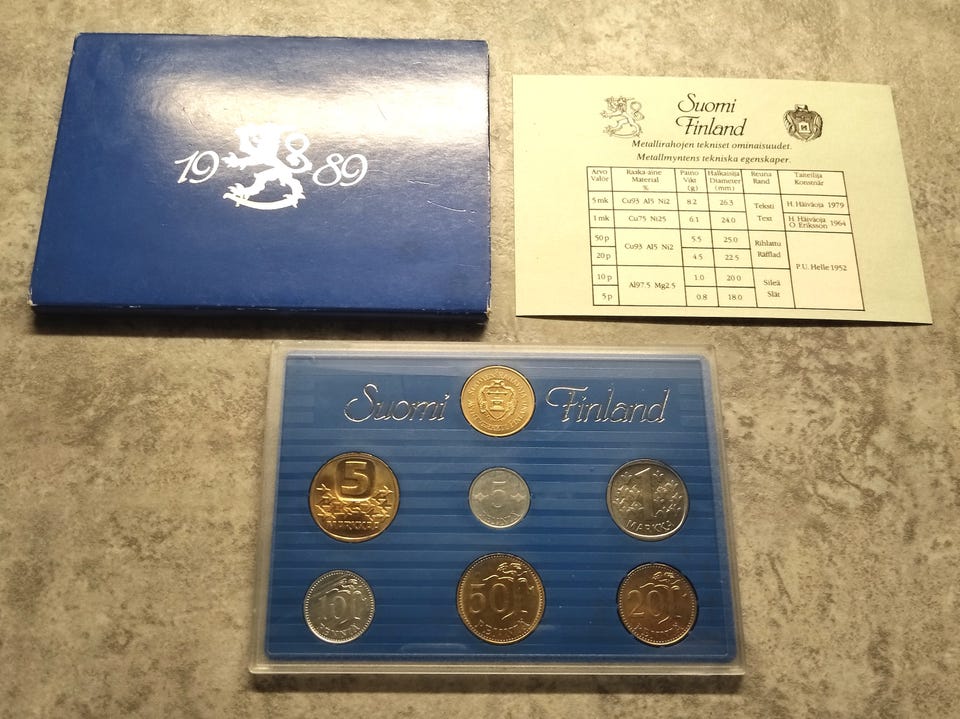 1989
Suomi
Finland
Metallirahojen tekniset ominaisuudet.
Metallmyntens tekniska egenskaper.
Arvo Raaka-aine Paino Halkaisija Reuna Taiteilija
Valör Material Vikt Diameter Rand Konstnär
% (g) (mm)
5 mk Cu93 Al5 Ni2 8.2 26.3 Teksti H. Häiväoja 1979
1 mk Cu75 Ni25 6.1 24.0 Text H. Häiväoja 1964
O Eriksson
50 p Cu93 Al5 Ni2 5.5 25.0 Rihlattu P.U. Helle 1952
20 p 4.5 22.5 Räfflad
10 p Al97.5 Mg2.5 1.0 20.0 Sileä
5 p 0.8 18.0 Slät
Suomi Finland
5
MARKKAA
5
1
MARKKA
10
PENNIÄ
50
PENNIÄ
20
PENNIÄ